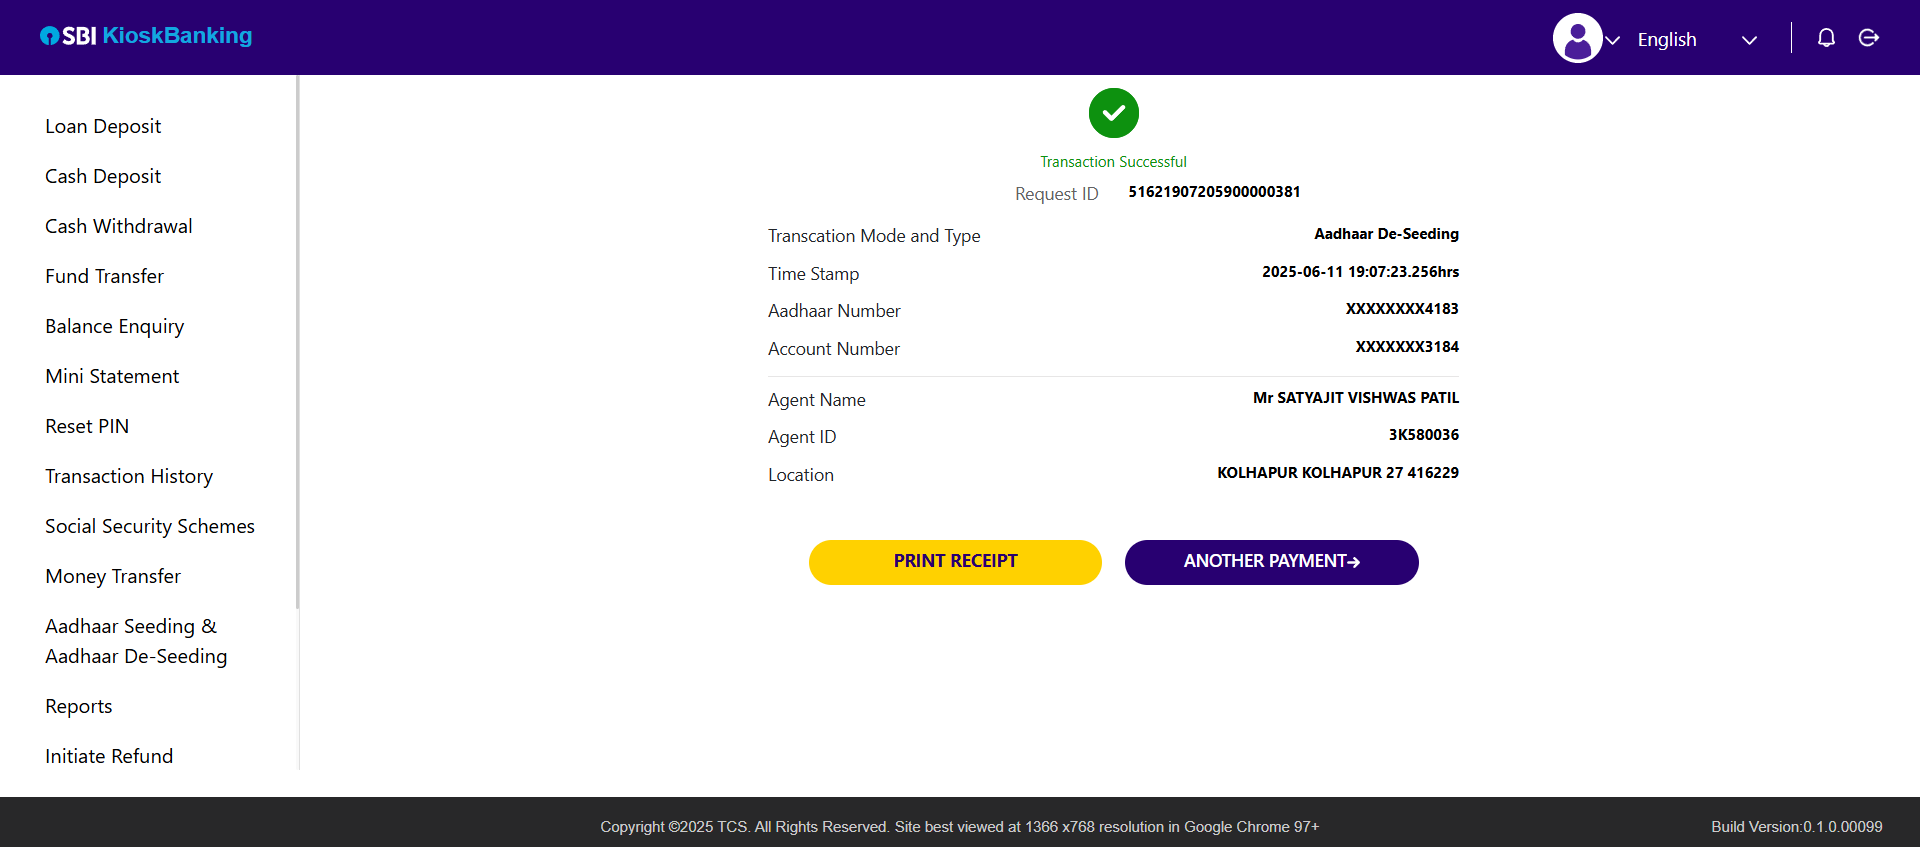 SBI KioskBanking
English
Loan Deposit
Cash Deposit
Cash Withdrawal
Fund Transfer
Balance Enquiry
Mini Statement
Reset PIN
Transaction History
Social Security Schemes
Money Transfer
Aadhaar Seeding &
Aadhaar De-Seeding
Reports
Initiate Refund
Transaction Successful
Request ID 51621907205900000381
Transcation Mode and Type Aadhaar De-Seeding
Time Stamp 2025-06-11 19:07:23.256hrs
Aadhaar Number XXXXXXXX4183
Account Number XXXXXXX3184
Agent Name Mr SATYAJIT VISHWAS PATIL
Agent ID 3K580036
Location KOLHAPUR KOLHAPUR 27 416229
PRINT RECEIPT ANOTHER PAYMENT→
Copyright ©2025 TCS. All Rights Reserved. Site best viewed at 1366 x768 resolution in Google Chrome 97+ Build Version:0.1.0.00099